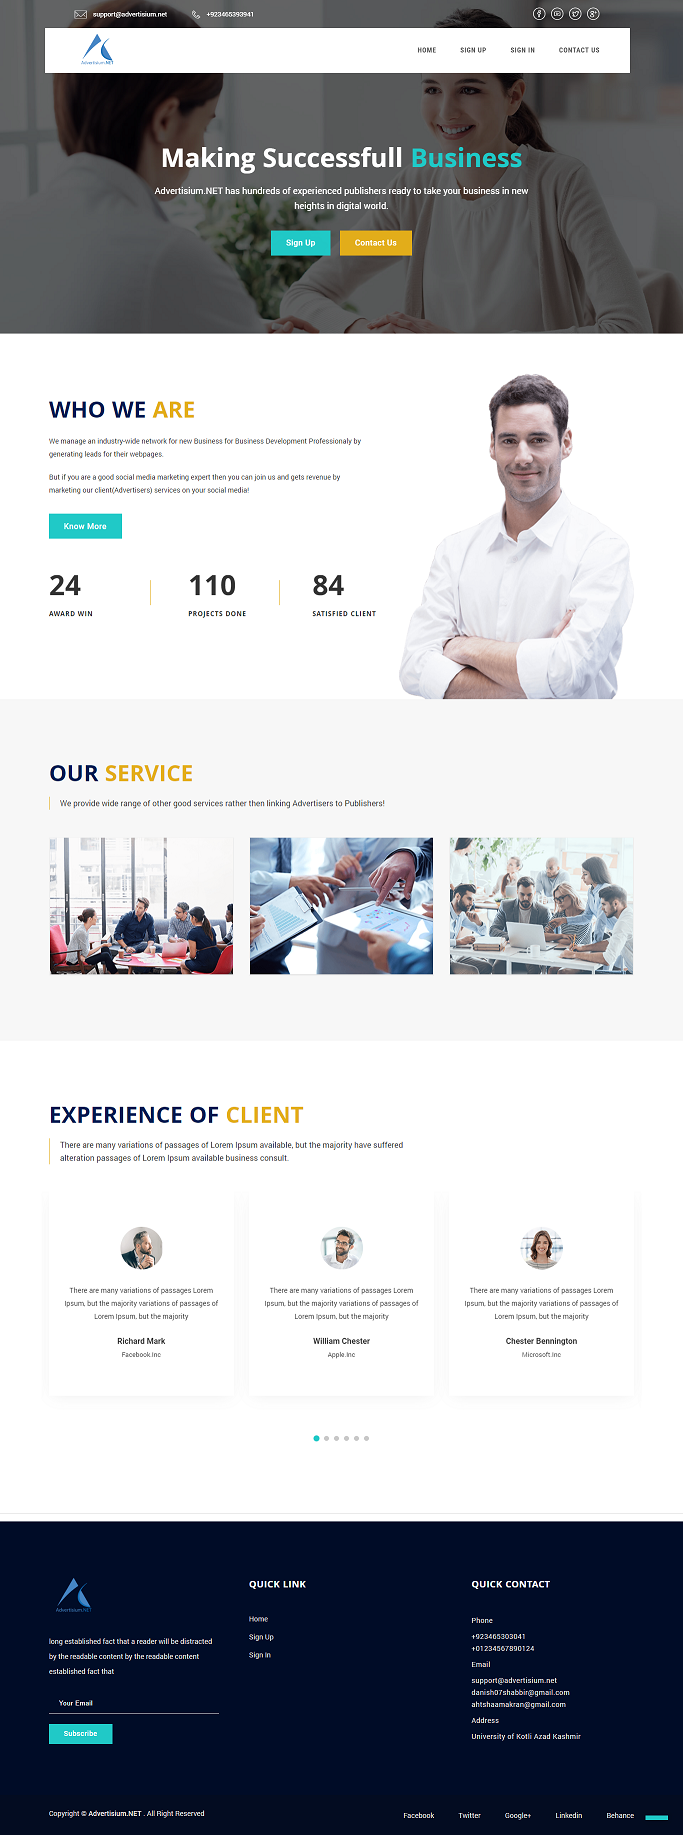 support@advertisium.net
+923465393941
Advertisium.NET
HOME
SIGN UP
SIGN IN
CONTACT US
Making Successfull Business
Advertisium.NET has hundreds of experienced publishers ready to take your business in new
heights in digital world.
Sign Up
Contact Us
WHO WE ARE
We manage an industry-wide network for new Business for Business Development Professionaly by
generating leads for their webpages.
But if you are a good social media marketing expert then you can join us and gets revenue by
marketing our client(Advertisers) services on your social media!
Know More
24
110
84
AWARD WIN
PROJECTS DONE
SATISFIED CLIENT
OUR SERVICE
We provide wide range of other good services rather then linking Advertisers to Publishers!
EXPERIENCE OF CLIENT
There are many variations of passages of Lorem Ipsum available, but the majority have suffered
alteration passages of Lorem Ipsum available business consult.
There are many variations of passages Lorem
Ipsum, but the majority variations of passages of
Lorem Ipsum, but the majority
Richard Mark
Facebook.Inc
There are many variations of passages Lorem
Ipsum, but the majority variations of passages of
Lorem Ipsum, but the majority
William Chester
Apple.Inc
There are many variations of passages Lorem
Ipsum, but the majority variations of passages of
Lorem Ipsum, but the majority
Chester Bennington
Microsoft.Inc
Advertisium.NET
long established fact that a reader will be distracted
by the readable content by the readable content
established fact that
Your Email
Subscribe
QUICK LINK
Home
Sign Up
Sign In
QUICK CONTACT
Phone
+923465303041
+01234567890124
Email
support@advertisium.net
danish07shabbir@gmail.com
ahtshaamakran@gmail.com
Address
University of Kotli Azad Kashmir
Copyright © Advertisium.NET . All Right Reserved
Facebook
Twitter
Google+
Linkedin
Behance